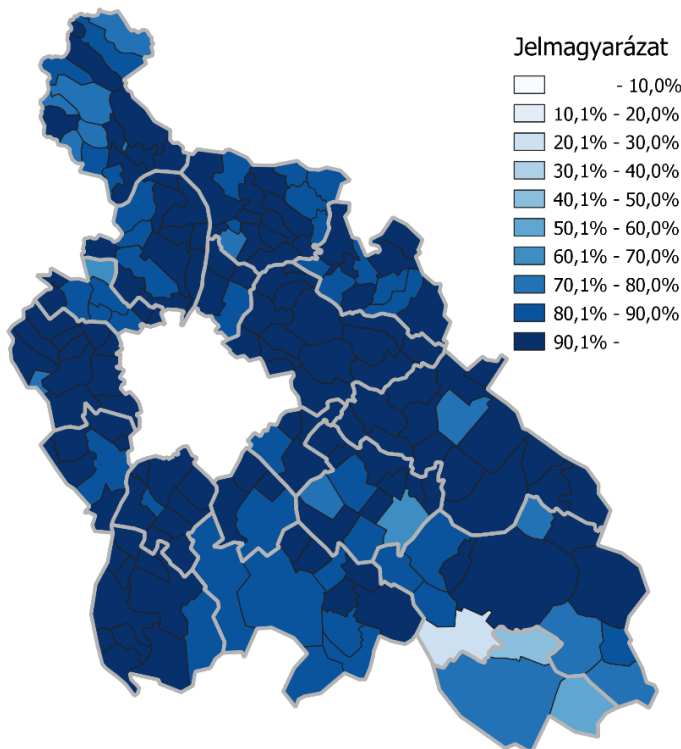 Jelmagyarázat
- 10,0%
10,1% - 20,0%
20,1% - 30,0%
30,1% - 40,0%
40,1% - 50,0%
50,1% - 60,0%
60,1% - 70,0%
70,1% - 80,0%
80,1% - 90,0%
90,1% -